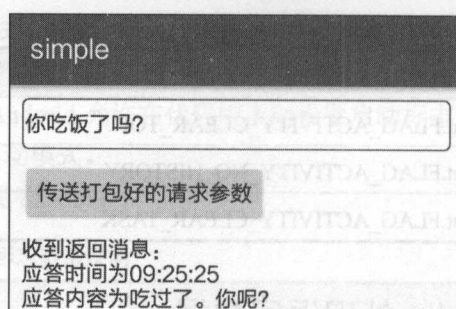 simple
你吃饭了吗?
传送打包好的请求参数
收到返回消息:
应答时间为09:25:25
应答内容为吃过了。你呢?